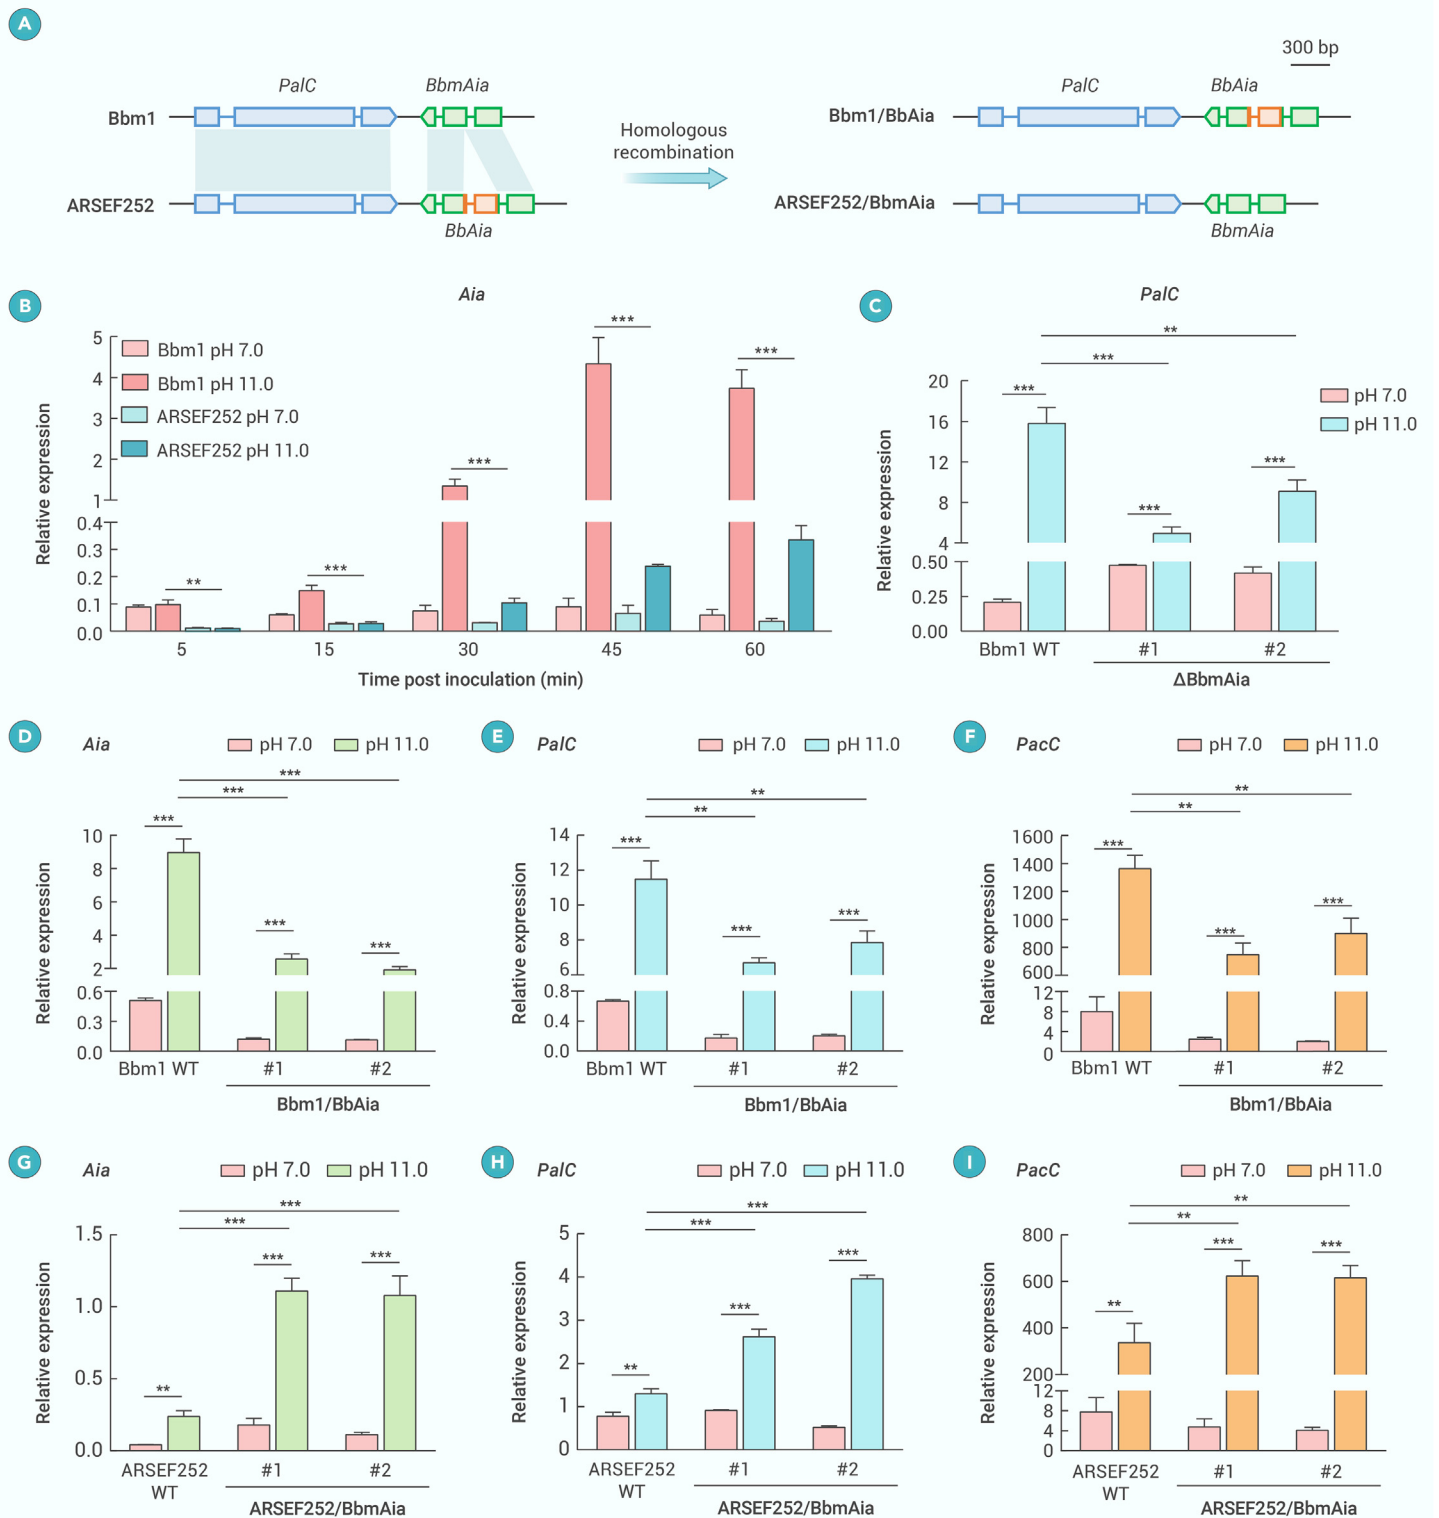 A
300 bp
PalC
BbmAia
PalC
BbAia
Bbm1
Bbm1/BbAia
Homologous
recombination
ARSEF252
ARSEF252/BbmAia
BbAia
BbmAia
B
Aia
Relative expression
Bbm1 pH 7.0
Bbm1 pH 11.0
ARSEF252 pH 7.0
ARSEF252 pH 11.0
5
4
3
2
1
0.4
0.3
0.2
0.1
0.0
**
***
***
***
***
5 15 30 45 60
Time post inoculation (min)
C
PalC
**
***
***
***
***
pH 7.0
pH 11.0
Relative expression
20
16
12
8
4
0.50
0.25
0.00
Bbm1 WT #1 #2
ΔBbmAia
D
Aia
pH 7.0 pH 11.0
***
***
***
***
***
Relative expression
10
8
6
4
2
0.6
0.3
0.0
Bbm1 WT #1 #2
Bbm1/BbAia
E
PalC
pH 7.0 pH 11.0
**
**
***
***
***
Relative expression
14
12
10
8
6
0.8
0.4
0.0
Bbm1 WT #1 #2
Bbm1/BbAia
F
PacC
pH 7.0 pH 11.0
**
**
***
***
***
Relative expression
1600
1400
1200
1000
800
600
12
8
4
0
Bbm1 WT #1 #2
Bbm1/BbAia
G
Aia
pH 7.0 pH 11.0
***
***
**
***
***
Relative expression
1.5
1.0
0.5
0.0
ARSEF252
WT
#1 #2
ARSEF252/BbmAia
H
PalC
pH 7.0 pH 11.0
***
***
**
***
***
Relative expression
5
4
3
2
1
0
ARSEF252
WT
#1 #2
ARSEF252/BbmAia
I
PacC
pH 7.0 pH 11.0
**
**
**
***
***
Relative expression
800
600
400
200
12
8
4
0
ARSEF252
WT
#1 #2
ARSEF252/BbmAia